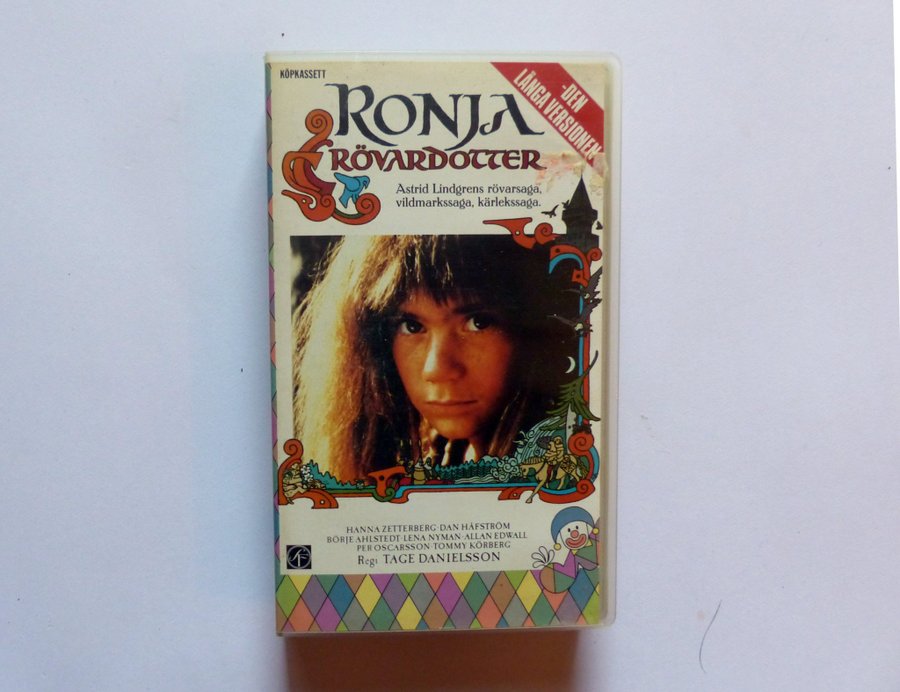 KÖPKASSETT
-DEN
LÅNGA VERSIONEN
RONJA
RÖVARDOTTER
Astrid Lindgrens rövarsaga,
vildmarkssaga, kärlekssaga.
HANNA ZETTERBERG·DAN HÅFSTRÖM
BÖRJE AHLSTEDT·LENA NYMAN·ALLAN EDWALL
PER OSCARSSON·TOMMY KÖRBERG
Regi TAGE DANIELSSON
SF